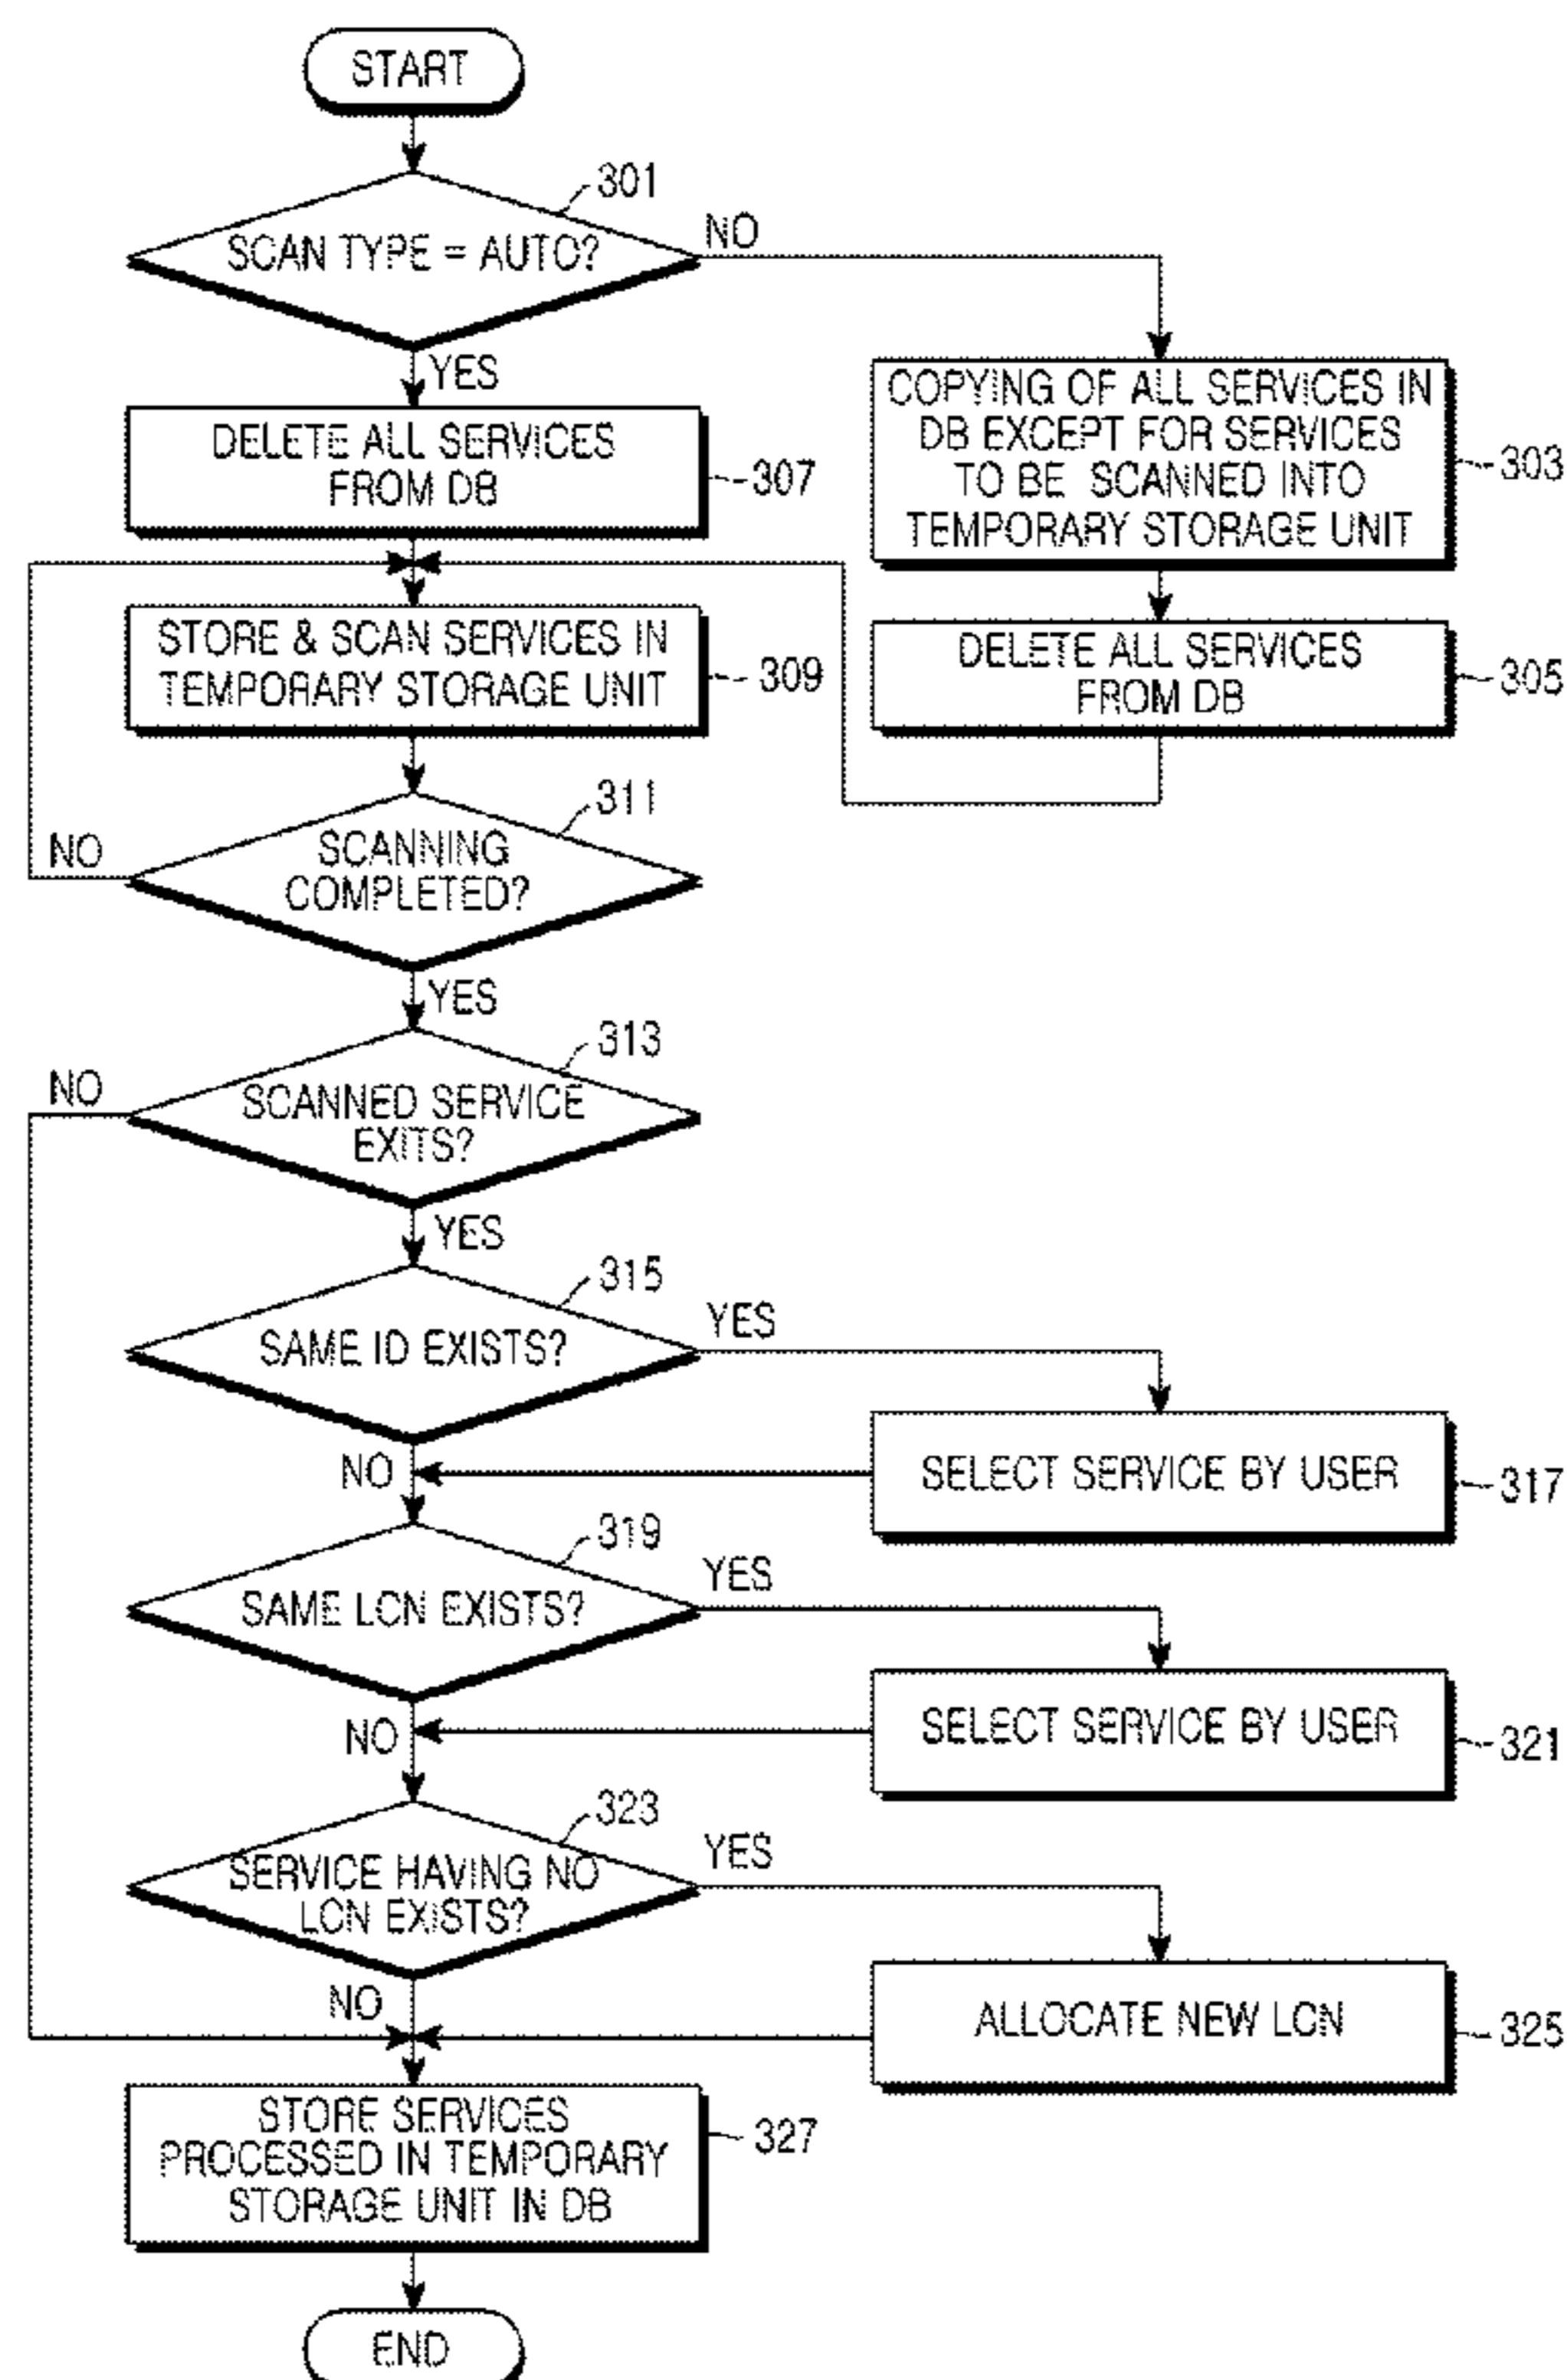 START
301
SCAN TYPE = AUTO?
NO
YES
COPYING OF ALL SERVICES IN
DB EXCEPT FOR SERVICES
TO BE SCANNED INTO
TEMPORARY STORAGE UNIT
303
DELETE ALL SERVICES
FROM DB
307
STORE & SCAN SERVICES IN
TEMPORARY STORAGE UNIT
309
DELETE ALL SERVICES
FROM DB
305
311
SCANNING
COMPLETED?
NO
YES
313
SCANNED SERVICE
EXITS?
NO
YES
315
SAME ID EXISTS?
YES
NO
SELECT SERVICE BY USER
317
319
SAME LCN EXISTS?
YES
NO
SELECT SERVICE BY USER
321
323
SERVICE HAVING NO
LCN EXISTS?
YES
NO
ALLOCATE NEW LCN
325
STORE SERVICES
PROCESSED IN TEMPORARY
STORAGE UNIT IN DB
327
END